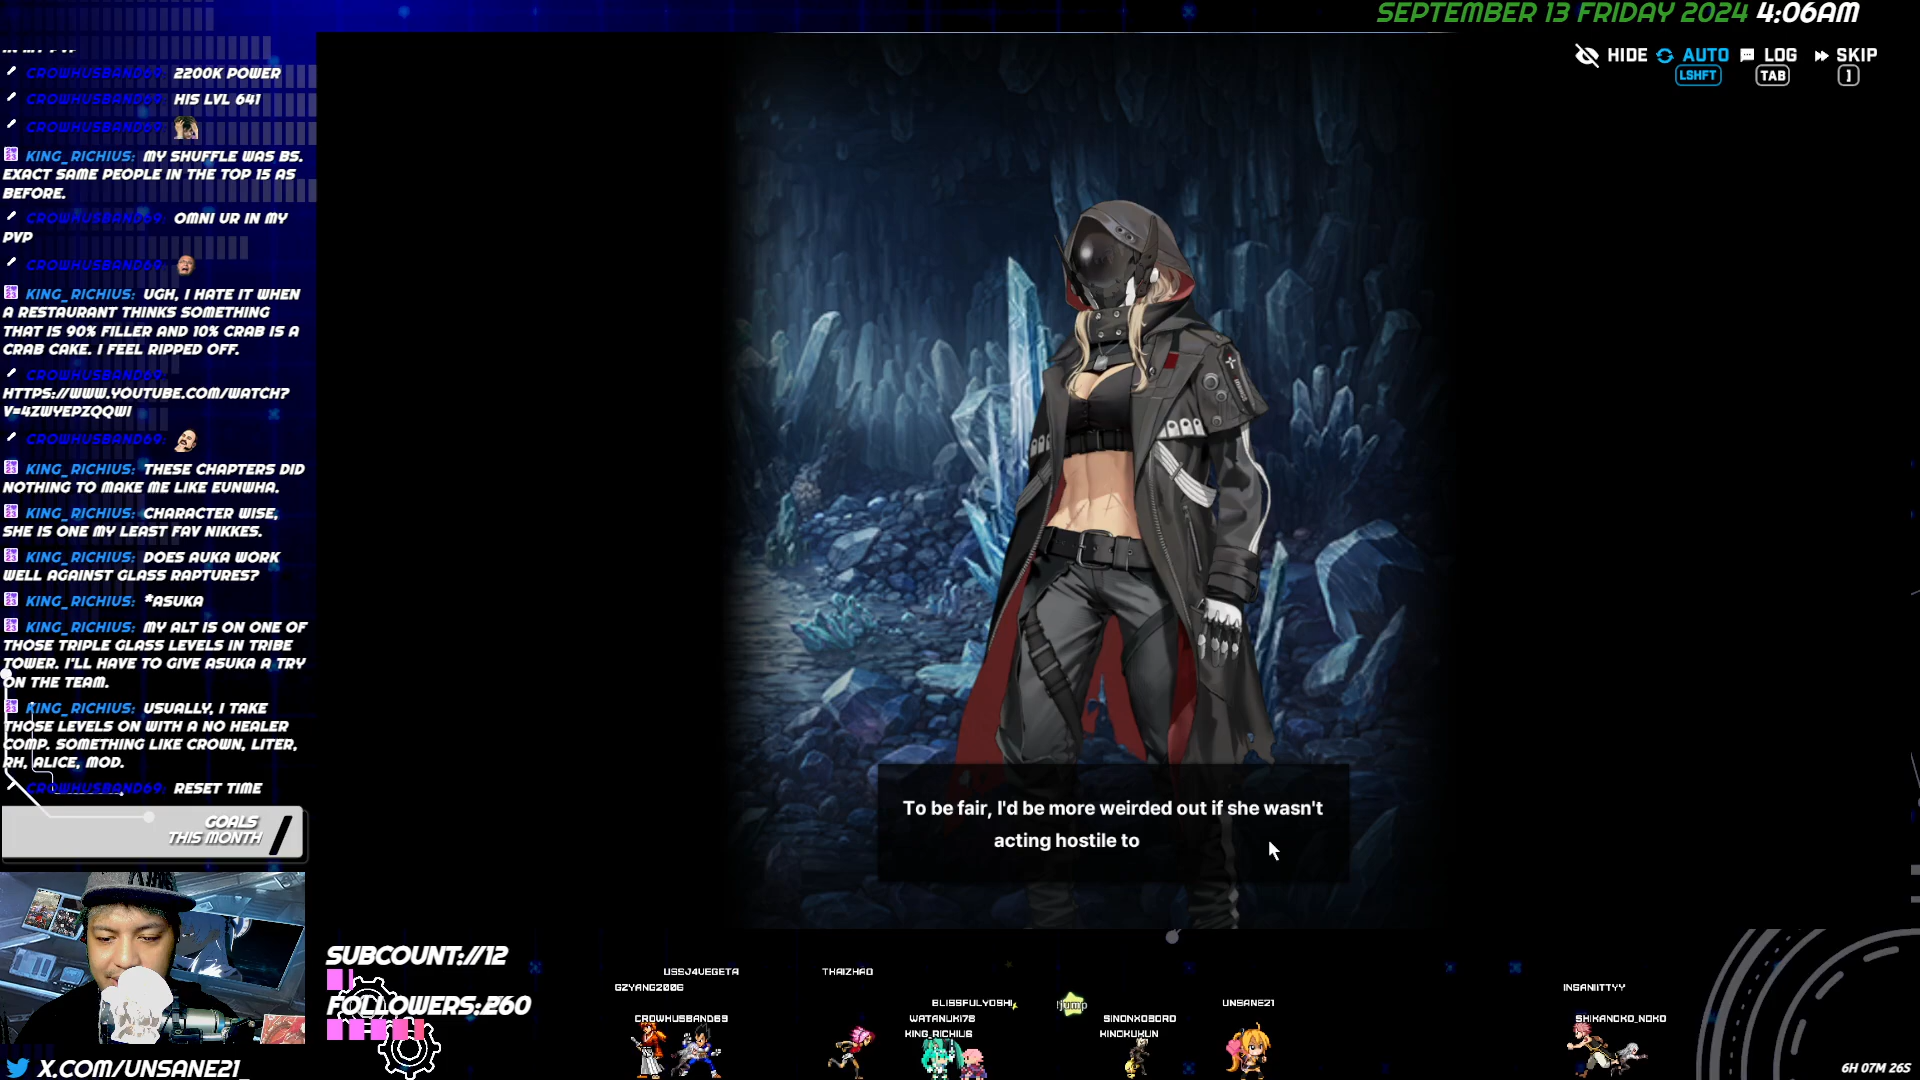 SEPTEMBER 13 FRIDAY 2024 4:06AM
HIDE AUTO LOG SKIP
LSHFT TAB ]
CROWHUSBAND69: 2200K POWER
CROWHUSBAND69: HIS LVL 641
CROWHUSBAND69:
KING_RICHIUS: MY SHUFFLE WAS BS.
EXACT SAME PEOPLE IN THE TOP 15 AS
BEFORE.
CROWHUSBAND69: OMNI UR IN MY
PVP
CROWHUSBAND69:
KING_RICHIUS: UGH, I HATE IT WHEN
A RESTAURANT THINKS SOMETHING
THAT IS 90% FILLER AND 10% CRAB IS A
CRAB CAKE. I FEEL RIPPED OFF.
CROWHUSBAND69:
HTTPS://WWW.YOUTUBE.COM/WATCH?
V=4ZWYEPZQQWI
CROWHUSBAND69:
KING_RICHIUS: THESE CHAPTERS DID
NOTHING TO MAKE ME LIKE EUNWHA.
KING_RICHIUS: CHARACTER WISE,
SHE IS ONE MY LEAST FAV NIKKES.
KING_RICHIUS: DOES AUKA WORK
WELL AGAINST GLASS RAPTURES?
KING_RICHIUS: *ASUKA
KING_RICHIUS: MY ALT IS ON ONE OF
THOSE TRIPLE GLASS LEVELS IN TRIBE
TOWER. I'LL HAVE TO GIVE ASUKA A TRY
ON THE TEAM.
KING_RICHIUS: USUALLY, I TAKE
THOSE LEVELS ON WITH A NO HEALER
COMP. SOMETHING LIKE CROWN, LITER,
RH, ALICE, MOD.
CROWHUSBAND69: RESET TIME
GOALS
THIS MONTH
To be fair, I'd be more weirded out if she wasn't
acting hostile to
SUBCOUNT://12
FOLLOWERS:260
X.COM/UNSANE21_
USSJ4VEGETA
THAIZHAO
GZYANG2006
INSANIITTYY
BLISSFULYOSHI
!jump
UNSANE21
CROWHUSBAND69
WATANUKI78
SINONXOBORO
SHIKANOKO_NOKO
KING_RICHIUS
HINOKUKUN
6H 07M 26S